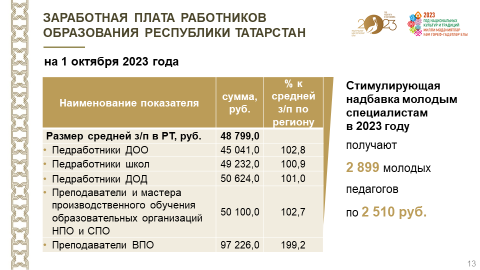 ЗАРАБОТНАЯ ПЛАТА РАБОТНИКОВ
ОБРАЗОВАНИЯ РЕСПУБЛИКИ ТАТАРСТАН
2023
2023
ГОД НАЦИОНАЛЬНЫХ
КУЛЬТУР И ТРАДИЦИЙ
на 1 октября 2023 года
Наименование показателя
сумма, руб.
% к средней з/п по региону
Размер средней з/п в РТ, руб. 48 799,0
• Педработники ДОО 45 041,0 102,8
• Педработники школ 49 232,0 100,9
• Педработники ДОД 50 624,0 101,0
• Преподаватели и мастера
производственного обучения
образовательных организаций
НПО и СПО
50 100,0 102,7
• Преподаватели ВПО 97 226,0 199,2
Стимулирующая
надбавка молодым
специалистам
в 2023 году
получают
2 899 молодых
педагогов
по 2 510 руб.
13